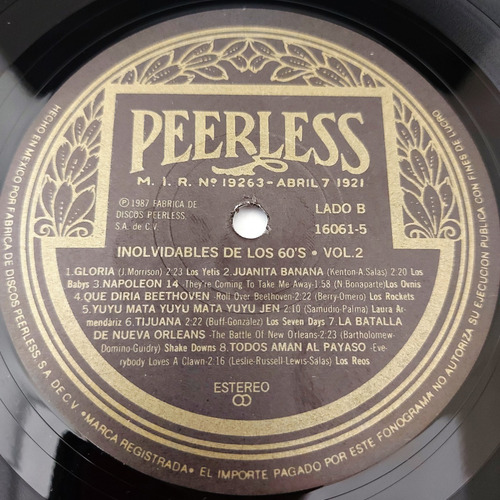 PEERLESS
M. I. R. Nº 19263 - ABRIL 7 1921
Ⓟ 1987 FABRICA DE
DISCOS PEERLESS,
S.A. de C.V.
LADO B
16061-5
INOLVIDABLES DE LOS 60'S • VOL.2
1.GLORIA (J.Morrison) 2:23 Los Yetis 2 JUANITA BANANA (Kenton-A.Salas) 2:20 Los
Babys 3.NAPOLEON 14 -They're Coming To Take Me Away-1:58 (N Bonaparte)Los Ovnis
4.QUE DIRIA BEETHOVEN -Roll Over Beethoven-2:22 (Berry-Omero) Los Rockets
5.YUYU MATA YUYU MATA YUYU JEN 2:10 (Samudio-Palma) Laura Ar-
mendáriz 6.TIJUANA 2:22 (Buff-Gonzalez) Los Seven Days 7 LA BATALLA
DE NUEVA ORLEANS -The Battle Of New Orleans-2:23 (Bartholomew-
Domino-Guidry) Shake Downs 8 TODOS AMAN AL PAYASO -Eve-
rybody Loves A Clown-2:16 (Leslie-Russell-Lewis-Salas) Los Reos
ESTEREO
HECHO EN MEXICO POR FABRICA DE DISCOS PEERLESS, S.A. DE C.V. •MARCA REGISTRADA• EL IMPORTE PAGADO POR ESTE FONOGRAMA NO AUTORIZA SU EJECUCION PUBLICA CON FINES DE LUCRO